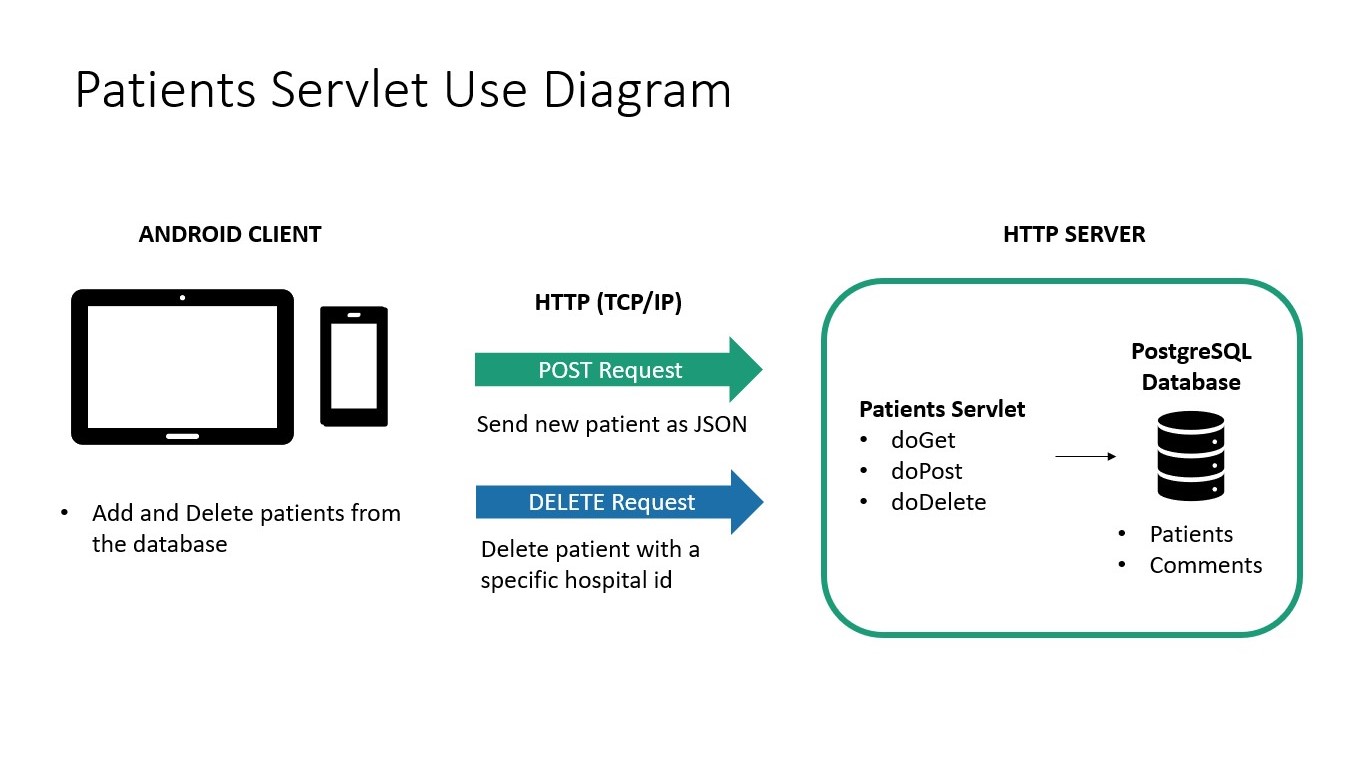 Patients Servlet Use Diagram
ANDROID CLIENT
• Add and Delete patients from
the database
HTTP (TCP/IP)
POST Request
Send new patient as JSON
DELETE Request
Delete patient with a
specific hospital id
HTTP SERVER
Patients Servlet
• doGet
• doPost
• doDelete
PostgreSQL
Database
• Patients
• Comments